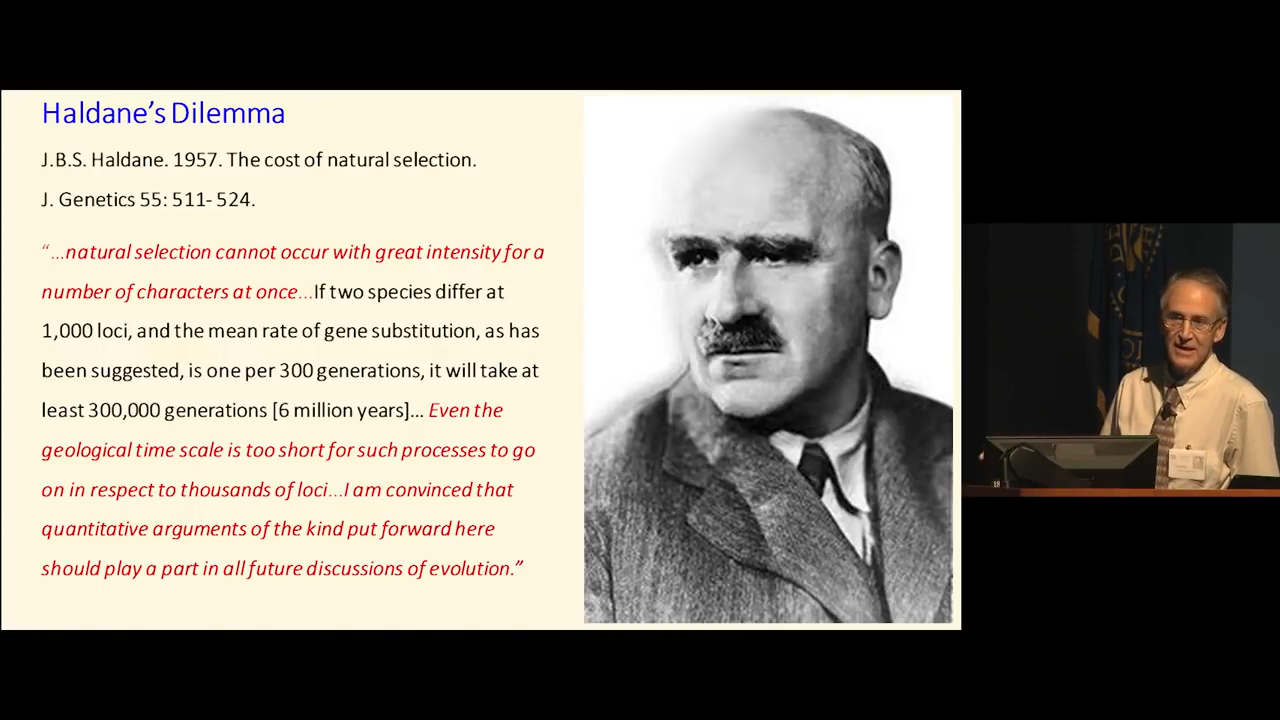 Haldane's Dilemma
J.B.S. Haldane. 1957. The cost of natural selection.
J. Genetics 55: 511- 524.
“...natural selection cannot occur with great intensity for a
number of characters at once...If two species differ at
1,000 loci, and the mean rate of gene substitution, as has
been suggested, is one per 300 generations, it will take at
least 300,000 generations [6 million years]... Even the
geological time scale is too short for such processes to go
on in respect to thousands of loci...I am convinced that
quantitative arguments of the kind put forward here
should play a part in all future discussions of evolution.”
18